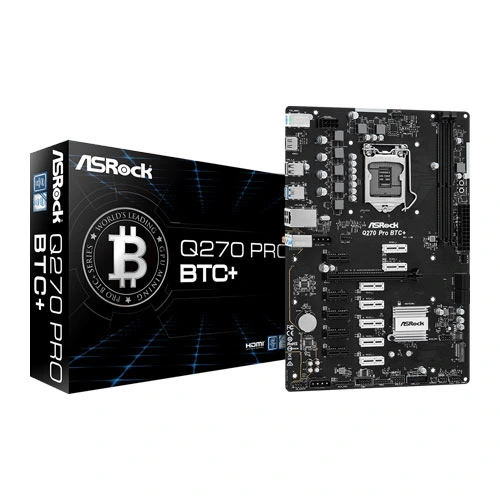 ASRock
Q270 PRO
BTC+
WORLD'S LEADING
GPU MINING
PRO BTC+ SERIES
Q270 PRO
BTC+
HDMI
ASRock
Q270 Pro BTC+
ASRock